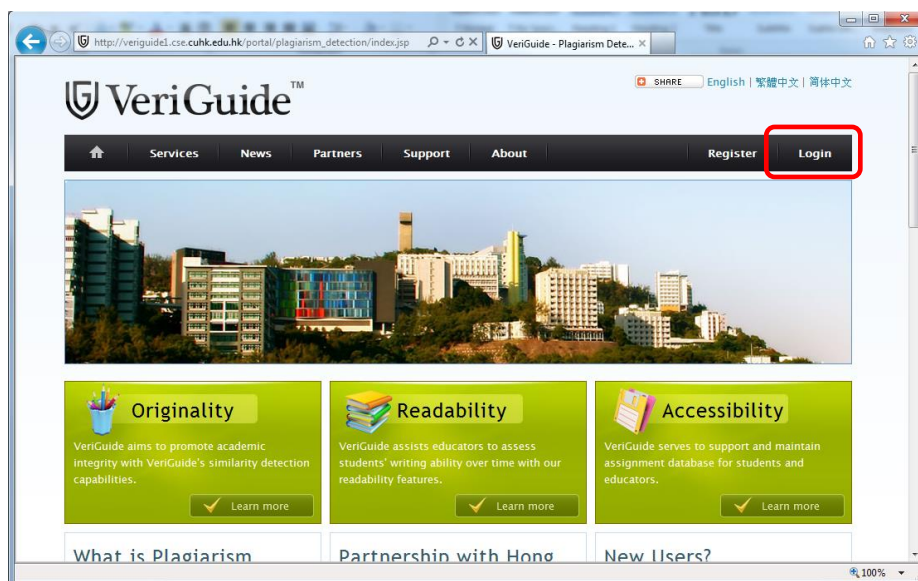 http://veriguide1.cse.cuhk.edu.hk/portal/plagiarism_detection/index.jsp
VeriGuide - Plagiarism Dete...
VeriGuide™
SHARE English | 繁體中文 | 简体中文
Services News Partners Support About Register Login
Originality
VeriGuide aims to promote academic
integrity with VeriGuide's similarity detection
capabilities.
Learn more
Readability
VeriGuide assists educators to assess
students' writing ability over time with our
readability features.
Learn more
Accessibility
VeriGuide serves to support and maintain
assignment database for students and
educators.
Learn more
What is Plagiarism
Partnership with Hong
New Users?
100%